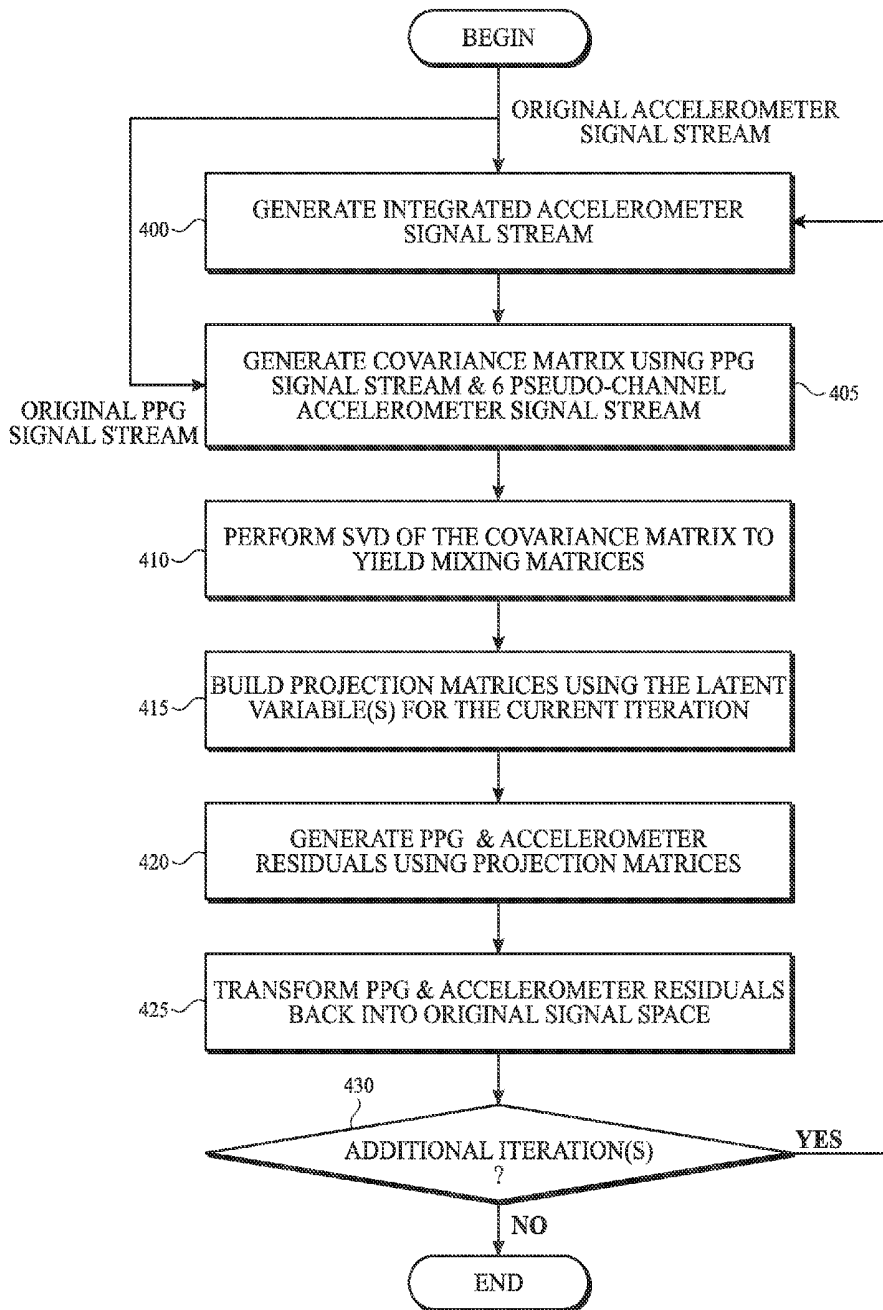 BEGIN
ORIGINAL ACCELEROMETER
SIGNAL STREAM
400
GENERATE INTEGRATED ACCELEROMETER
SIGNAL STREAM
GENERATE COVARIANCE MATRIX USING PPG
SIGNAL STREAM & 6 PSEUDO-CHANNEL
ACCELEROMETER SIGNAL STREAM
405
ORIGINAL PPG
SIGNAL STREAM
410
PERFORM SVD OF THE COVARIANCE MATRIX TO
YIELD MIXING MATRICES
415
BUILD PROJECTION MATRICES USING THE LATENT
VARIABLE(S) FOR THE CURRENT ITERATION
420
GENERATE PPG & ACCELEROMETER
RESIDUALS USING PROJECTION MATRICES
425
TRANSFORM PPG & ACCELEROMETER RESIDUALS
BACK INTO ORIGINAL SIGNAL SPACE
430
ADDITIONAL ITERATION(S)
?
YES
NO
END